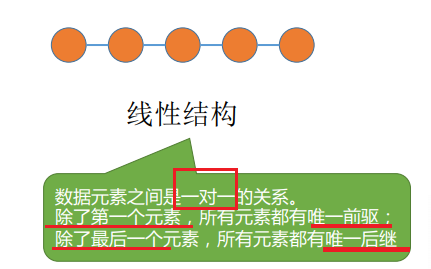 线性结构
数据元素之间是一对一的关系。
除了第一个元素，所有元素都有唯一前驱；
除了最后一个元素，所有元素都有唯一后继